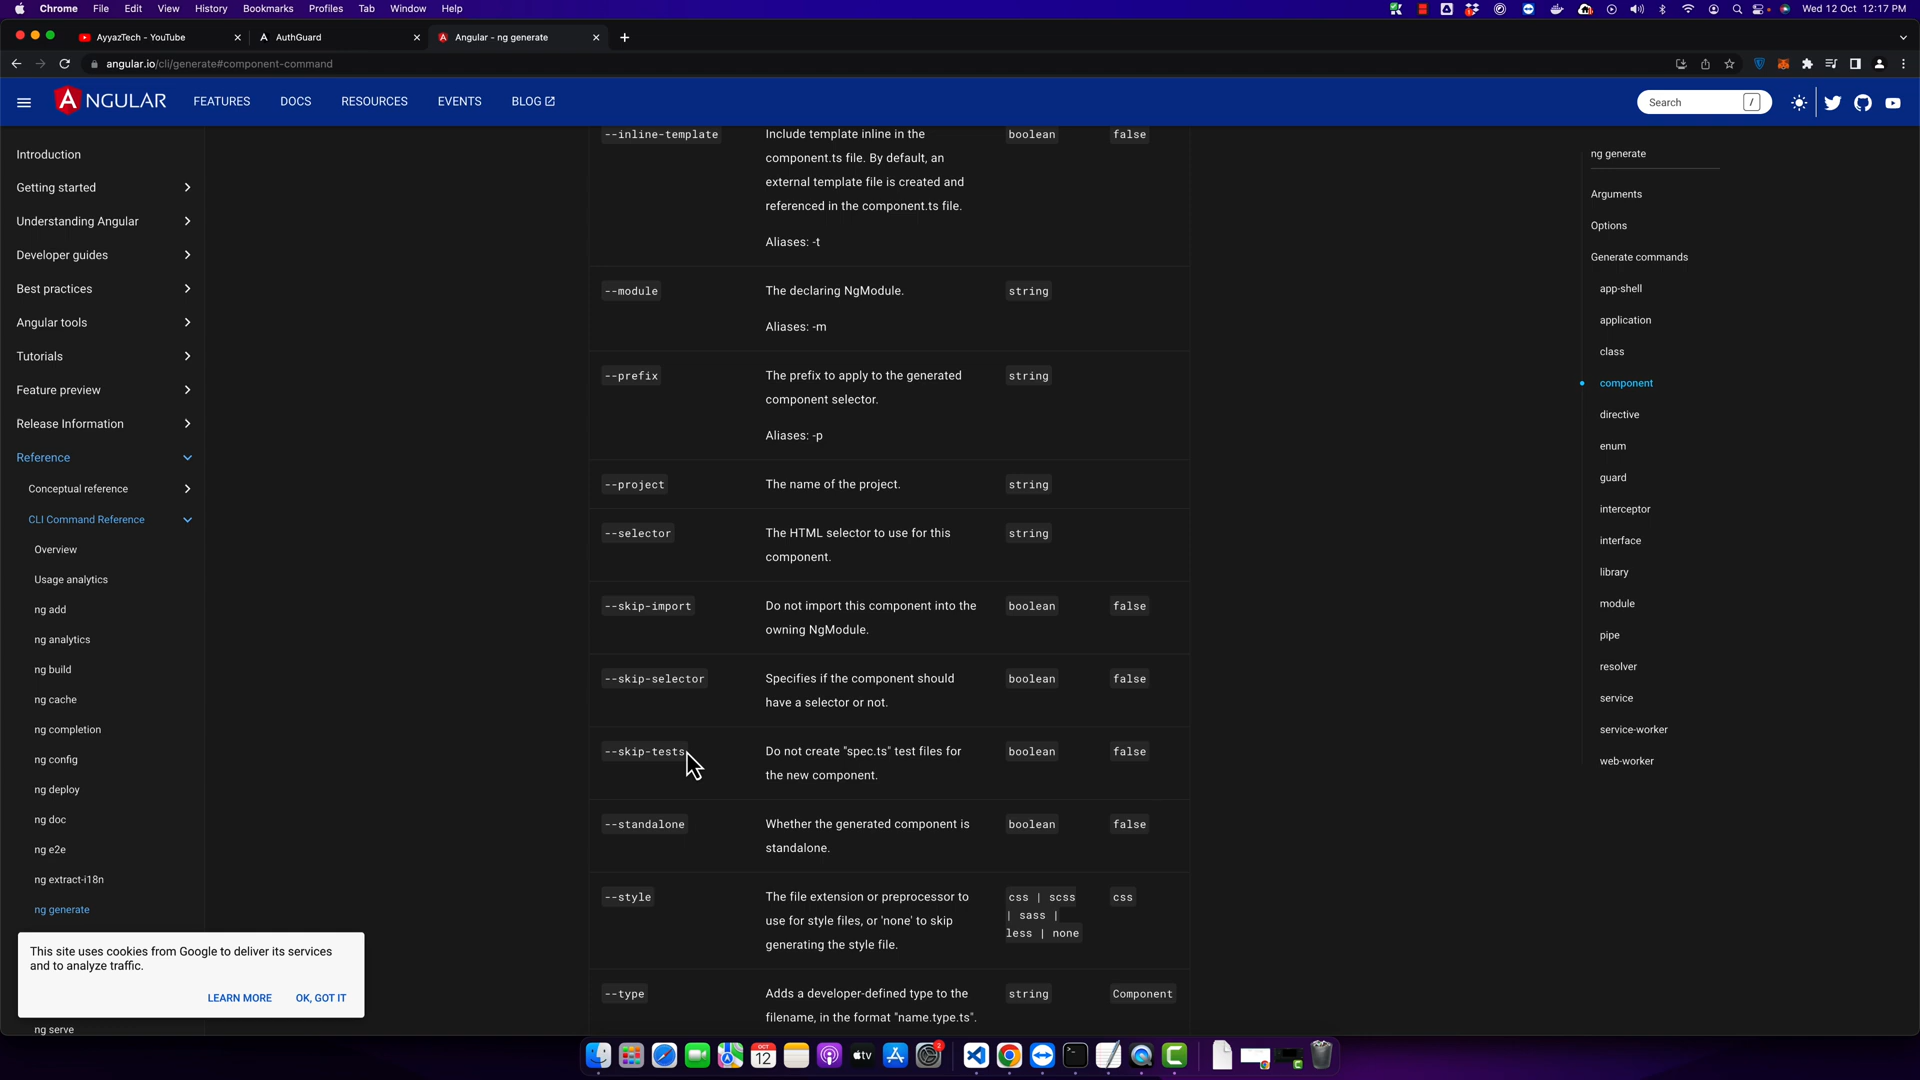 Chrome File Edit View History Bookmarks Profiles Tab Window Help
Wed 12 Oct 12:17 PM
AyyazTech - YouTube
AuthGuard
Angular - ng generate
angular.io/cli/generate#component-command
ANGULAR
FEATURES DOCS RESOURCES EVENTS BLOG
Search /
Introduction
Getting started
Understanding Angular
Developer guides
Best practices
Angular tools
Tutorials
Feature preview
Release Information
Reference
Conceptual reference
CLI Command Reference
Overview
Usage analytics
ng add
ng analytics
ng build
ng cache
ng completion
ng config
ng deploy
ng doc
ng e2e
ng extract-i18n
ng generate
This site uses cookies from Google to deliver its services
and to analyze traffic.
LEARN MORE OK, GOT IT
ng serve
--inline-template Include template inline in the boolean false
component.ts file. By default, an
external template file is created and
referenced in the component.ts file.
Aliases: -t
--module The declaring NgModule. string
Aliases: -m
--prefix The prefix to apply to the generated string
component selector.
Aliases: -p
--project The name of the project. string
--selector The HTML selector to use for this string
component.
--skip-import Do not import this component into the boolean false
owning NgModule.
--skip-selector Specifies if the component should boolean false
have a selector or not.
--skip-tests Do not create "spec.ts" test files for boolean false
the new component.
--standalone Whether the generated component is boolean false
standalone.
--style The file extension or preprocessor to css | scss css
use for style files, or 'none' to skip | sass |
generating the style file. less | none
--type Adds a developer-defined type to the string Component
filename, in the format "name.type.ts".
ng generate
Arguments
Options
Generate commands
app-shell
application
class
component
directive
enum
guard
interceptor
interface
library
module
pipe
resolver
service
service-worker
web-worker
OCT
12
tv
2